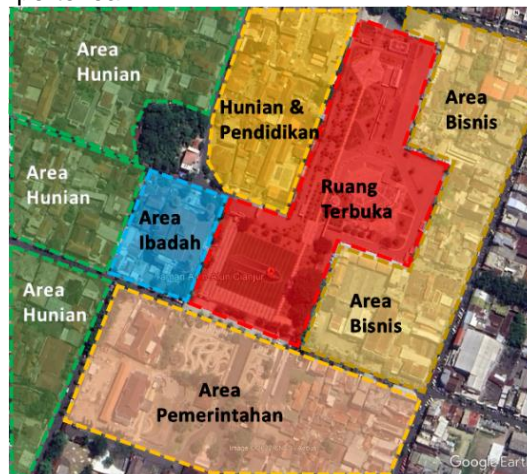 Area
Hunian
Hunian &
Pendidikan
Area
Bisnis
Area
Hunian
Area
Ibadah
Ruang
Terbuka
Area
Hunian
Area
Bisnis
Area
Pemerintahan
Google Eart